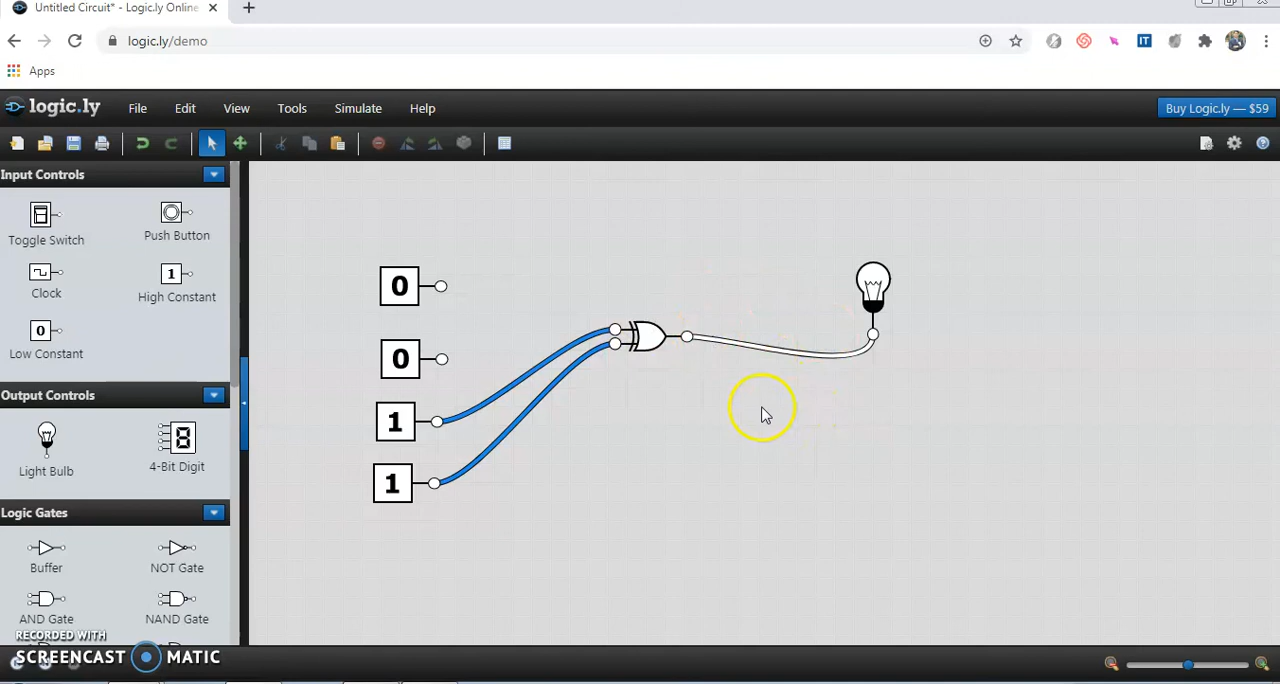 Untitled Circuit* - Logic.ly Online
logic.ly/demo
Apps
logic.ly File Edit View Tools Simulate Help Buy Logic.ly — $59
Input Controls
Toggle Switch Push Button
1
Clock High Constant
0
Low Constant
Output Controls
Light Bulb 4-Bit Digit
Logic Gates
Buffer NOT Gate
AND Gate NAND Gate
0
0
1
1
IT
8
RECORDED WITH
SCREENCAST MATIC